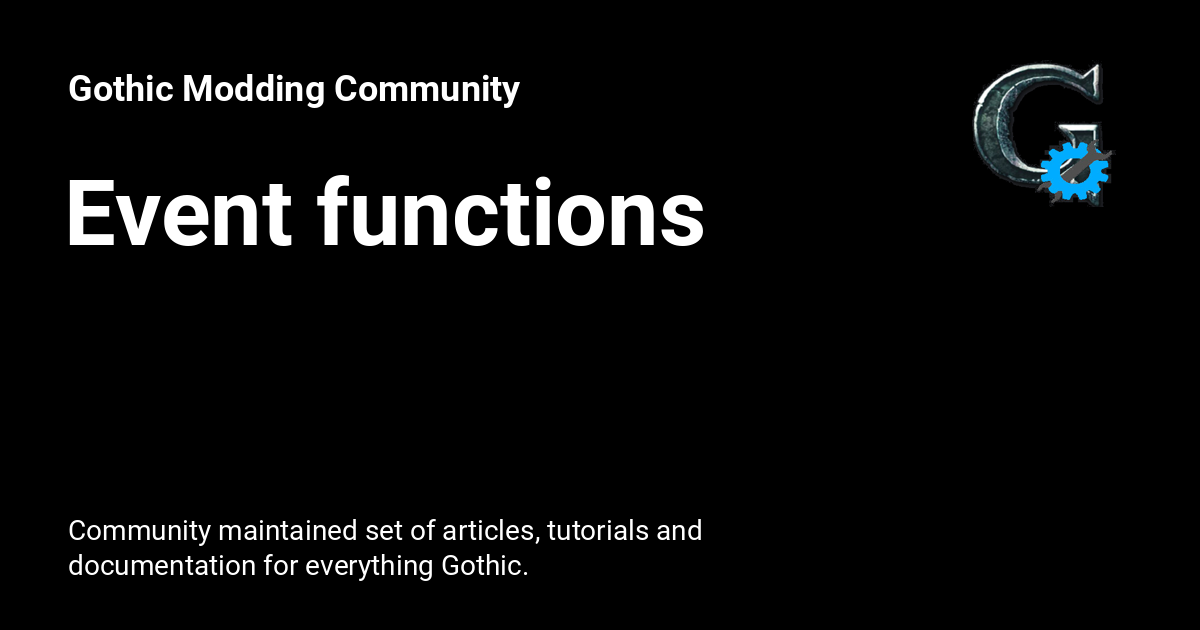 Gothic Modding Community
Event functions
Community maintained set of articles, tutorials and
documentation for everything Gothic.